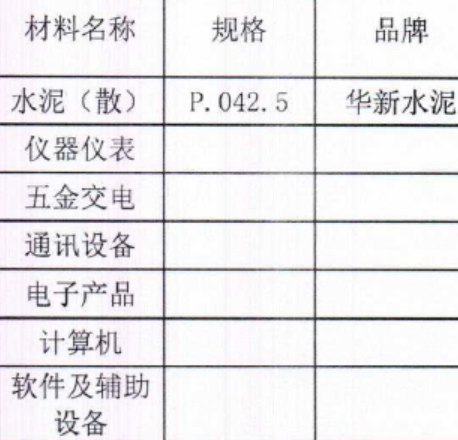 材料名称 规格 品牌
水泥（散） P.042.5 华新水泥
仪器仪表
五金交电
通讯设备
电子产品
计算机
软件及辅助
设备